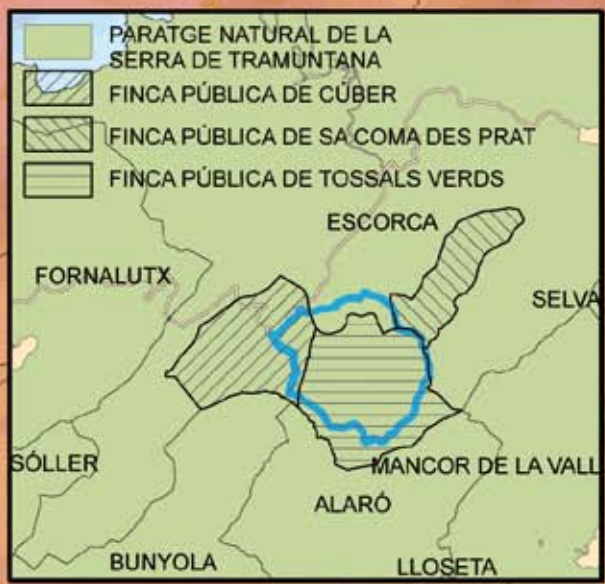 PARATGE NATURAL DE LA
SERRA DE TRAMUNTANA
FINCA PÚBLICA DE CÚBER
FINCA PÚBLICA DE SA COMA DES PRAT
FINCA PÚBLICA DE TOSSALS VERDS
ESCORCA
FORNALUTX
SELVA
SÓLLER
MANCOR DE LA VALL
ALARÓ
BUNYOLA
LLOSETA